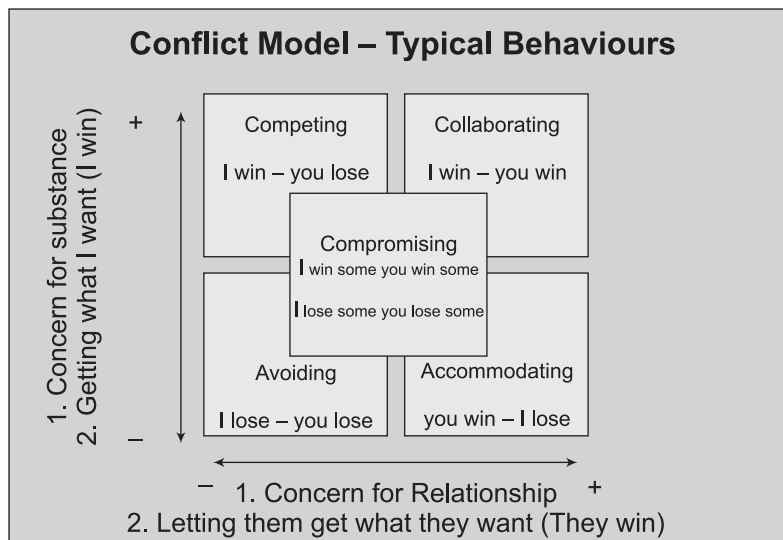 Conflict Model – Typical Behaviours
1. Concern for substance
2. Getting what I want (I win)
+
–
Competing
I win – you lose
Collaborating
I win – you win
Compromising
I win some you win some
I lose some you lose some
Avoiding
I lose – you lose
Accommodating
you win – I lose
–
1. Concern for Relationship
+
2. Letting them get what they want (They win)